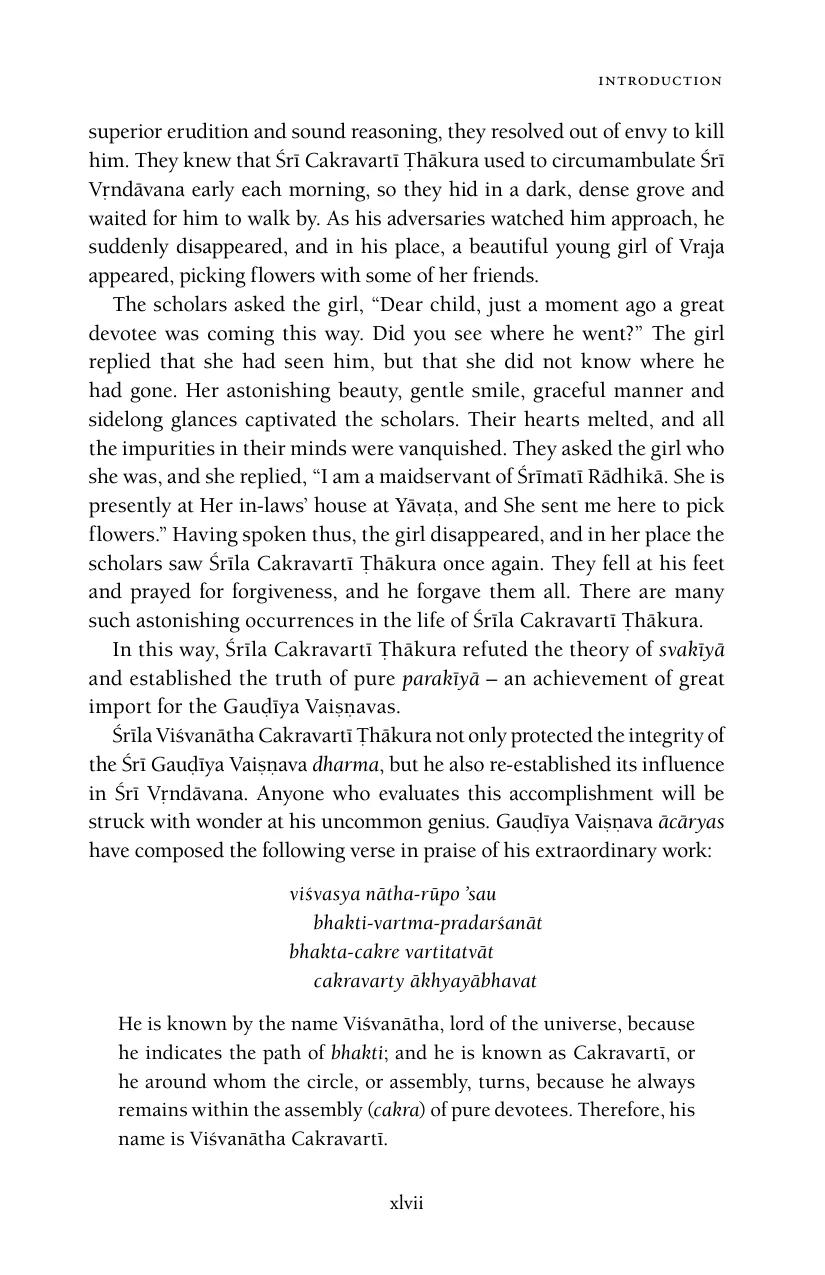 INTRODUCTION
superior erudition and sound reasoning, they resolved out of envy to kill
him. They knew that Śrī Cakravartī Ṭhākura used to circumambulate Śrī
Vṛndāvana early each morning, so they hid in a dark, dense grove and
waited for him to walk by. As his adversaries watched him approach, he
suddenly disappeared, and in his place, a beautiful young girl of Vraja
appeared, picking flowers with some of her friends.
The scholars asked the girl, “Dear child, just a moment ago a great
devotee was coming this way. Did you see where he went?” The girl
replied that she had seen him, but that she did not know where he
had gone. Her astonishing beauty, gentle smile, graceful manner and
sidelong glances captivated the scholars. Their hearts melted, and all
the impurities in their minds were vanquished. They asked the girl who
she was, and she replied, “I am a maidservant of Śrīmatī Rādhikā. She is
presently at Her in-laws’ house at Yāvaṭa, and She sent me here to pick
flowers.” Having spoken thus, the girl disappeared, and in her place the
scholars saw Śrīla Cakravartī Ṭhākura once again. They fell at his feet
and prayed for forgiveness, and he forgave them all. There are many
such astonishing occurrences in the life of Śrīla Cakravartī Ṭhākura.
In this way, Śrīla Cakravartī Ṭhākura refuted the theory of svakīyā
and established the truth of pure parakīyā – an achievement of great
import for the Gauḍīya Vaiṣṇavas.
Śrīla Viśvanātha Cakravartī Ṭhākura not only protected the integrity of
the Śrī Gauḍīya Vaiṣṇava dharma, but he also re-established its influence
in Śrī Vṛndāvana. Anyone who evaluates this accomplishment will be
struck with wonder at his uncommon genius. Gauḍīya Vaiṣṇava ācāryas
have composed the following verse in praise of his extraordinary work:
viśvasya nātha-rūpo ’sau
bhakti-vartma-pradarśanāt
bhakta-cakre vartitatvāt
cakravarty ākhyayābhavat
He is known by the name Viśvanātha, lord of the universe, because
he indicates the path of bhakti; and he is known as Cakravartī, or
he around whom the circle, or assembly, turns, because he always
remains within the assembly (cakra) of pure devotees. Therefore, his
name is Viśvanātha Cakravartī.
xlvii